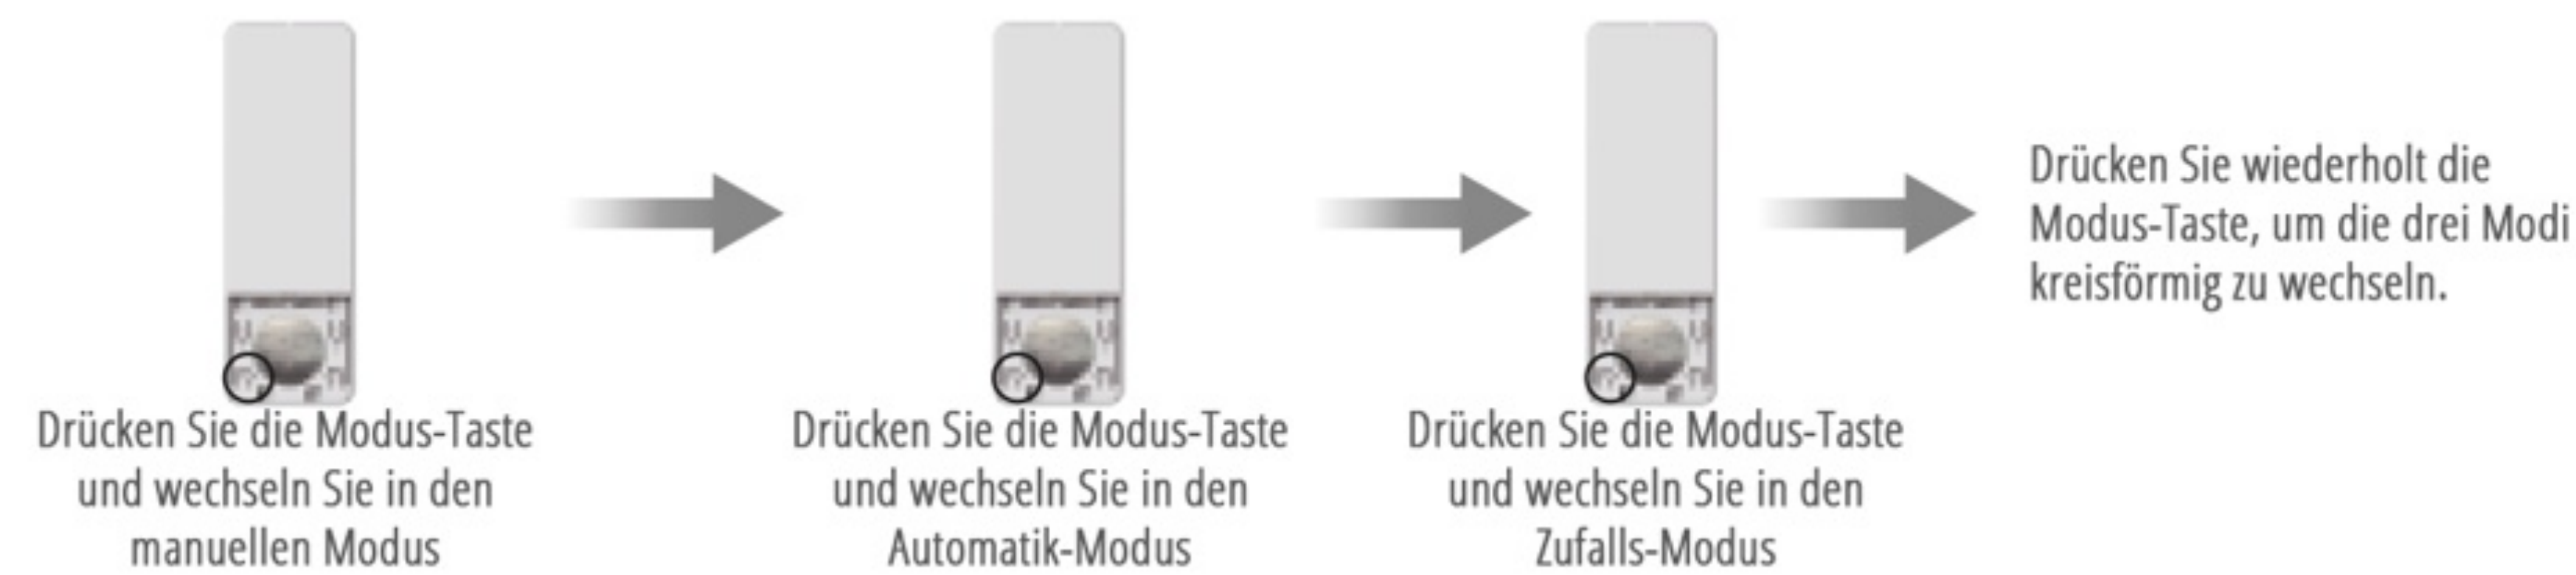 Drücken Sie die Modus-Taste
und wechseln Sie in den
manuellen Modus
Drücken Sie die Modus-Taste
und wechseln Sie in den
Automatik-Modus
Drücken Sie die Modus-Taste
und wechseln Sie in den
Zufalls-Modus
Drücken Sie wiederholt die
Modus-Taste, um die drei Modi
kreisförmig zu wechseln.